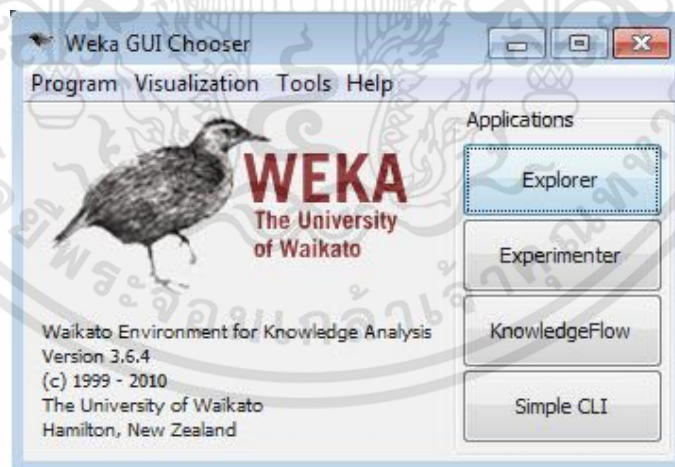 Weka GUI Chooser
Program Visualization Tools Help
WEKA
The University
of Waikato
Waikato Environment for Knowledge Analysis
Version 3.6.4
(c) 1999 - 2010
The University of Waikato
Hamilton, New Zealand
Applications
Explorer
Experimenter
KnowledgeFlow
Simple CLI